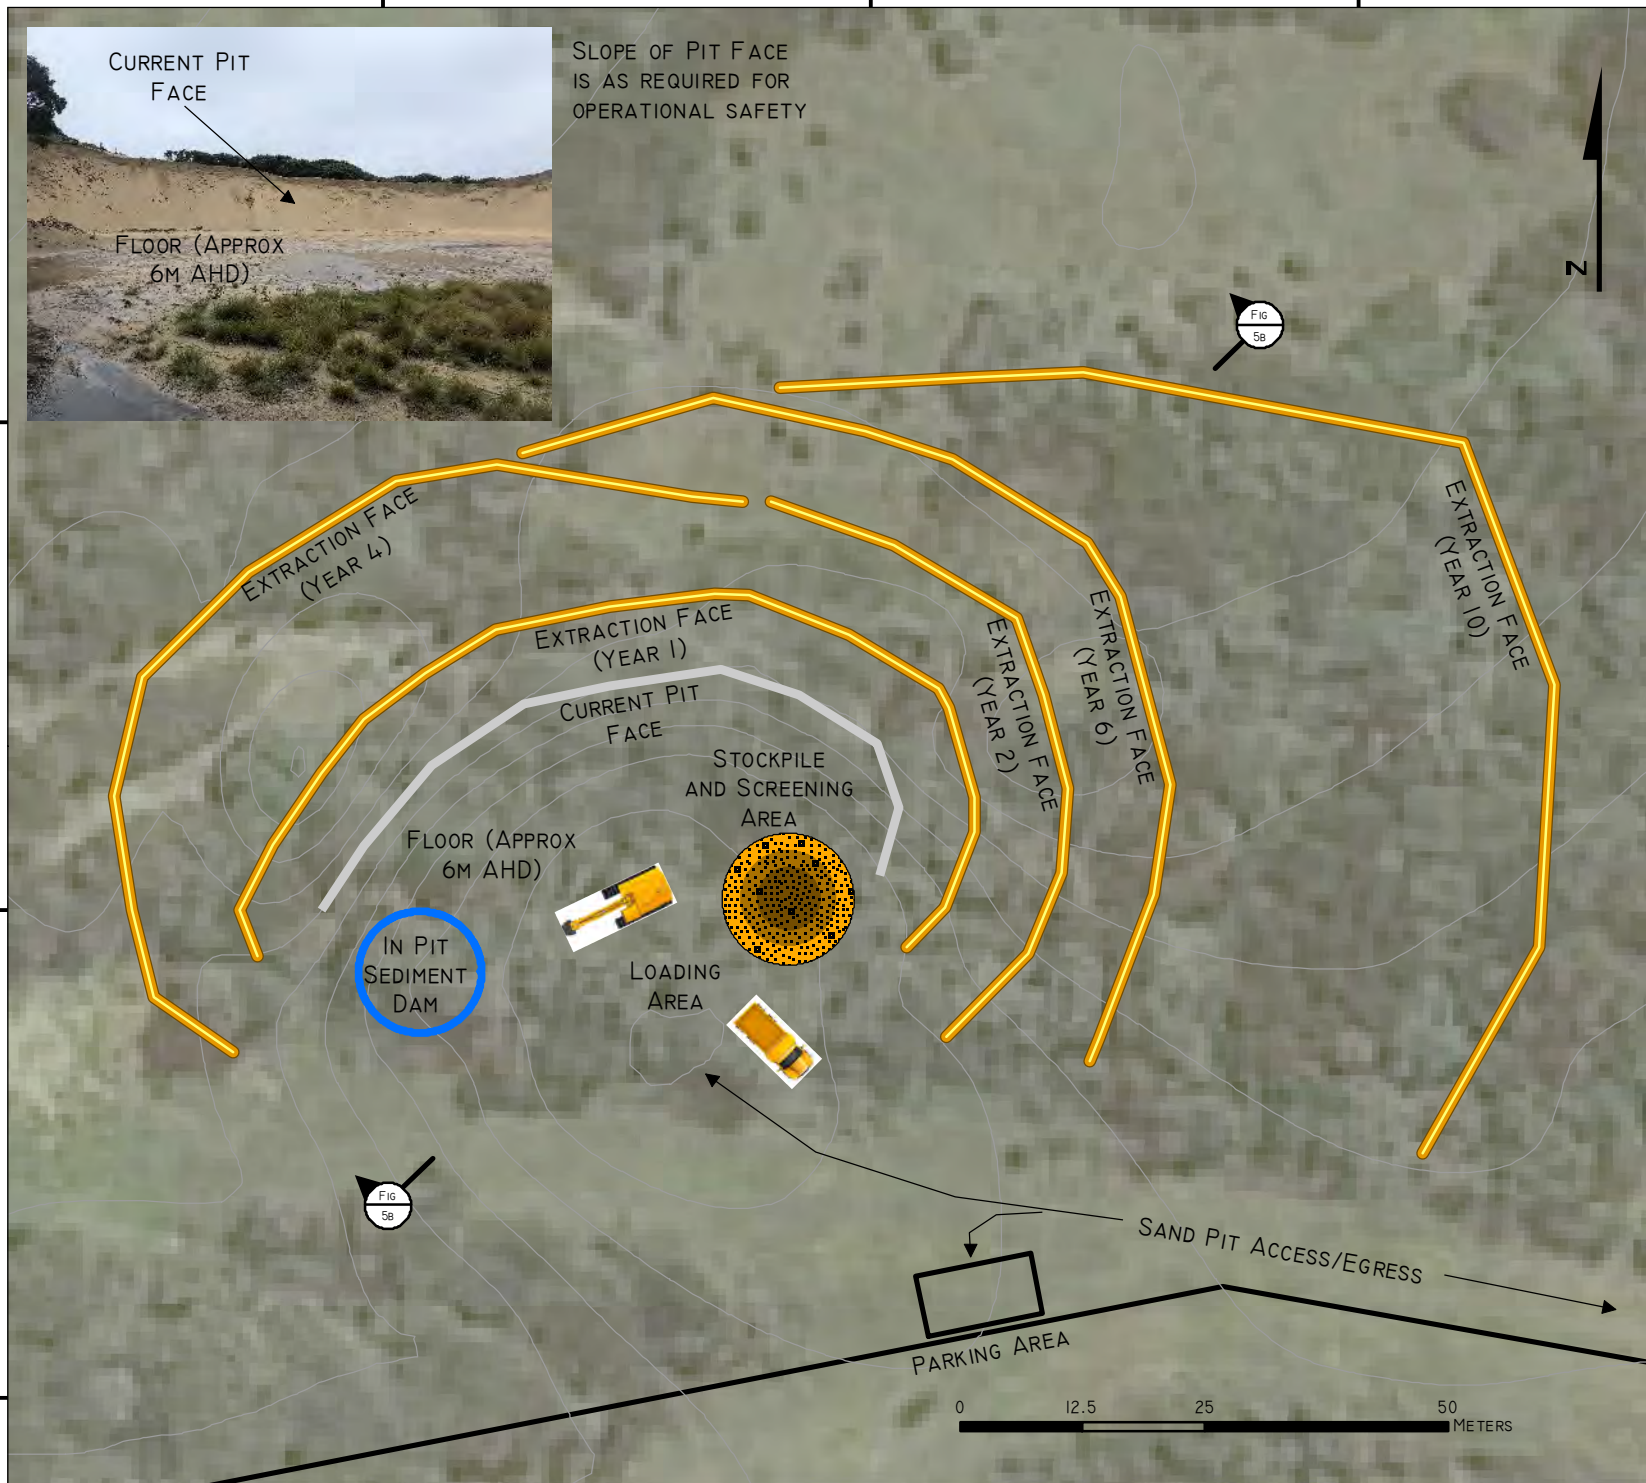 CURRENT PIT
FACE
FLOOR (APPROX
6M AHD)
SLOPE OF PIT FACE
IS AS REQUIRED FOR
OPERATIONAL SAFETY
N
FIG
5B
EXTRACTION FACE
(YEAR 4)
EXTRACTION FACE
(YEAR 1)
CURRENT PIT
FACE
EXTRACTION FACE
(YEAR 2)
EXTRACTION FACE
(YEAR 6)
EXTRACTION FACE
(YEAR 10)
STOCKPILE
AND SCREENING
AREA
FLOOR (APPROX
6M AHD)
IN PIT
SEDIMENT
DAM
LOADING
AREA
FIG
5B
SAND PIT ACCESS/EGRESS
PARKING AREA
0 12.5 25 50
METERS